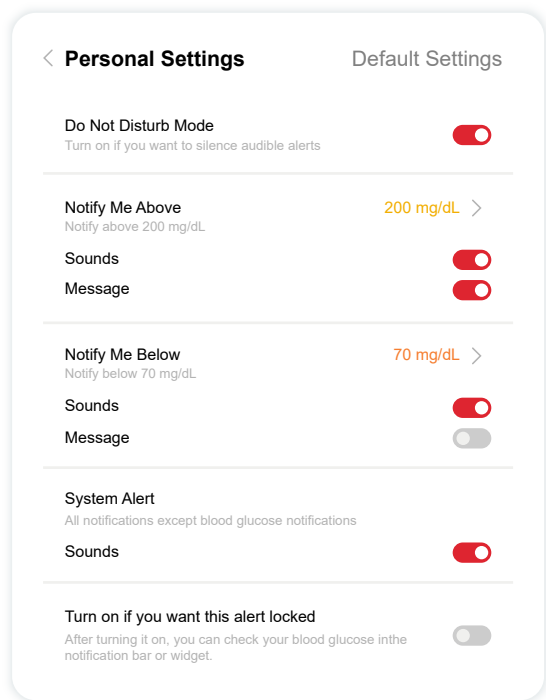 Personal Settings Default Settings
Do Not Disturb Mode
Turn on if you want to silence audible alerts
Notify Me Above 200 mg/dL
Notify above 200 mg/dL
Sounds
Message
Notify Me Below 70 mg/dL
Notify below 70 mg/dL
Sounds
Message
System Alert
All notifications except blood glucose notifications
Sounds
Turn on if you want this alert locked
After turning it on, you can check your blood glucose inthe
notification bar or widget.